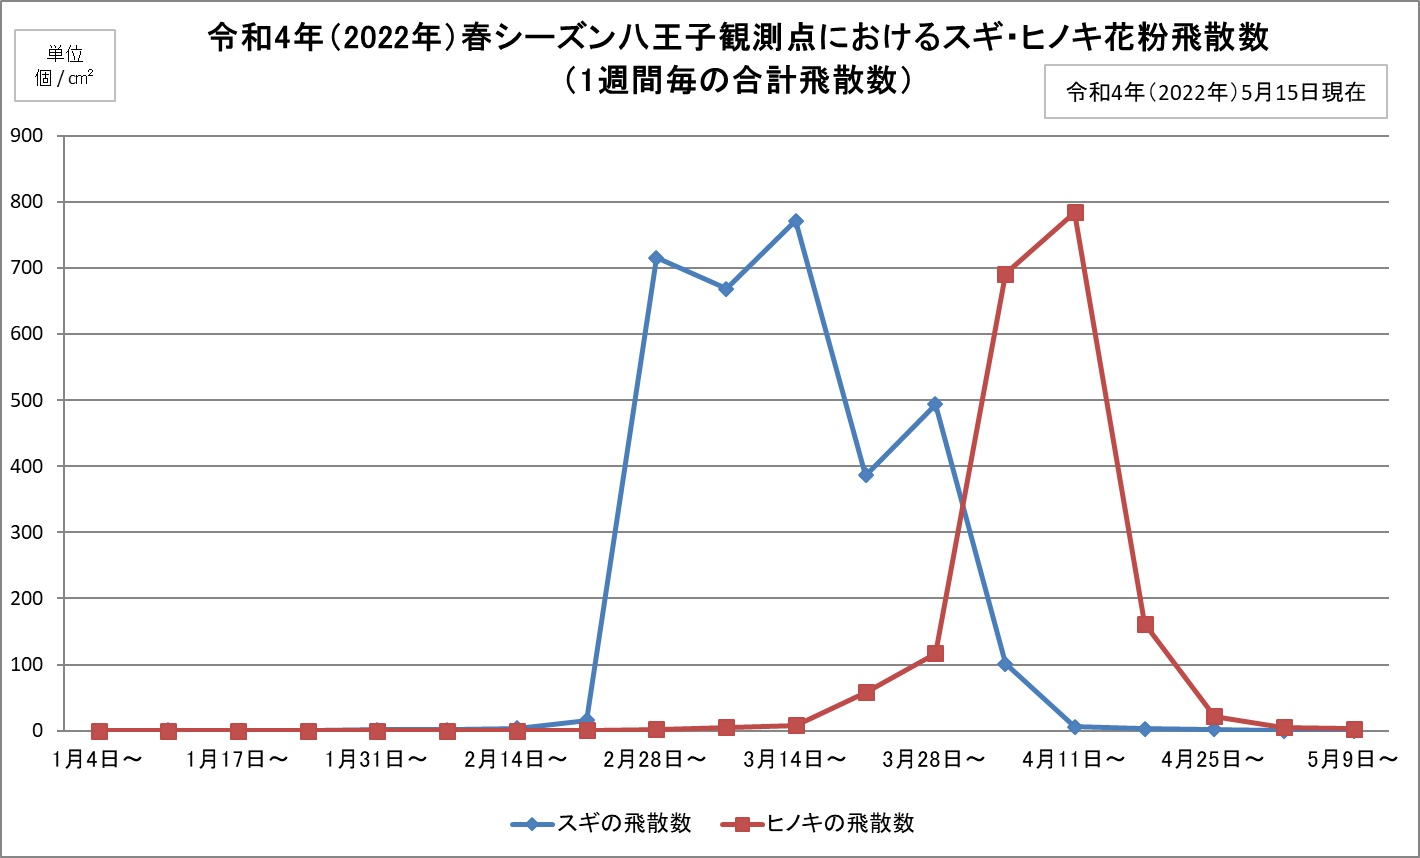 令和4年（2022年）春シーズン八王子観測点におけるスギ・ヒノキ花粉飛散数
（1週間毎の合計飛散数）
単位
個 / cm²
令和4年（2022年）5月15日現在
900
800
700
600
500
400
300
200
100
0
1月4日～
1月17日～
1月31日～
2月14日～
2月28日～
3月14日～
3月28日～
4月11日～
4月25日～
5月9日～
スギの飛散数
ヒノキの飛散数